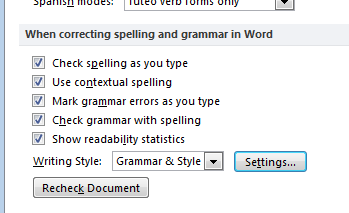 Spanish modes: Tuteo verb forms only
When correcting spelling and grammar in Word
Check spelling as you type
Use contextual spelling
Mark grammar errors as you type
Check grammar with spelling
Show readability statistics
Writing Style: Grammar & Style Settings...
Recheck Document